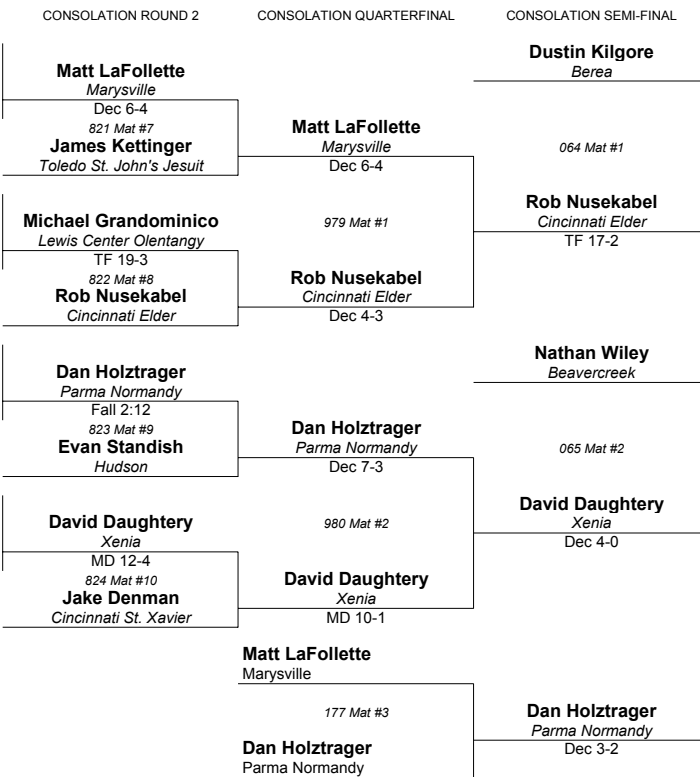 CONSOLATION ROUND 2
CONSOLATION QUARTERFINAL
CONSOLATION SEMI-FINAL
Matt LaFollette
Marysville
Dec 6-4
821 Mat #7
James Kettinger
Toledo St. John's Jesuit
Michael Grandominico
Lewis Center Olentangy
TF 19-3
822 Mat #8
Rob Nusekabel
Cincinnati Elder
Dan Holztrager
Parma Normandy
Fall 2:12
823 Mat #9
Evan Standish
Hudson
David Daughtery
Xenia
MD 12-4
824 Mat #10
Jake Denman
Cincinnati St. Xavier
Matt LaFollette
Marysville
Dec 6-4
979 Mat #1
Rob Nusekabel
Cincinnati Elder
Dec 4-3
Dan Holztrager
Parma Normandy
Dec 7-3
980 Mat #2
David Daughtery
Xenia
MD 10-1
Dustin Kilgore
Berea
064 Mat #1
Rob Nusekabel
Cincinnati Elder
TF 17-2
Nathan Wiley
Beavercreek
065 Mat #2
David Daughtery
Xenia
Dec 4-0
Matt LaFollette
Marysville
177 Mat #3
Dan Holztrager
Parma Normandy
Dan Holztrager
Parma Normandy
Dec 3-2